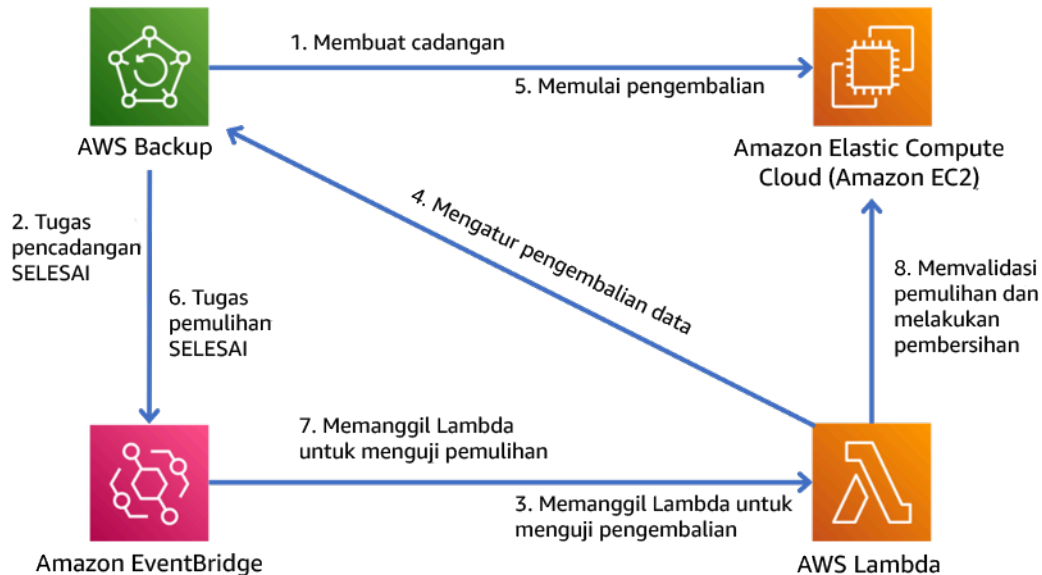 1. Membuat cadangan
5. Memulai pengembalian
AWS Backup
Amazon Elastic Compute
Cloud (Amazon EC2)
2. Tugas
pencadangan
SELESAI
4. Mengatur pengembalian data
6. Tugas
pemulihan
SELESAI
8. Memvalidasi
pemulihan dan
melakukan
pembersihan
7. Memanggil Lambda
untuk menguji pemulihan
3. Memanggil Lambda untuk
menguji pengembalian
Amazon EventBridge
AWS Lambda